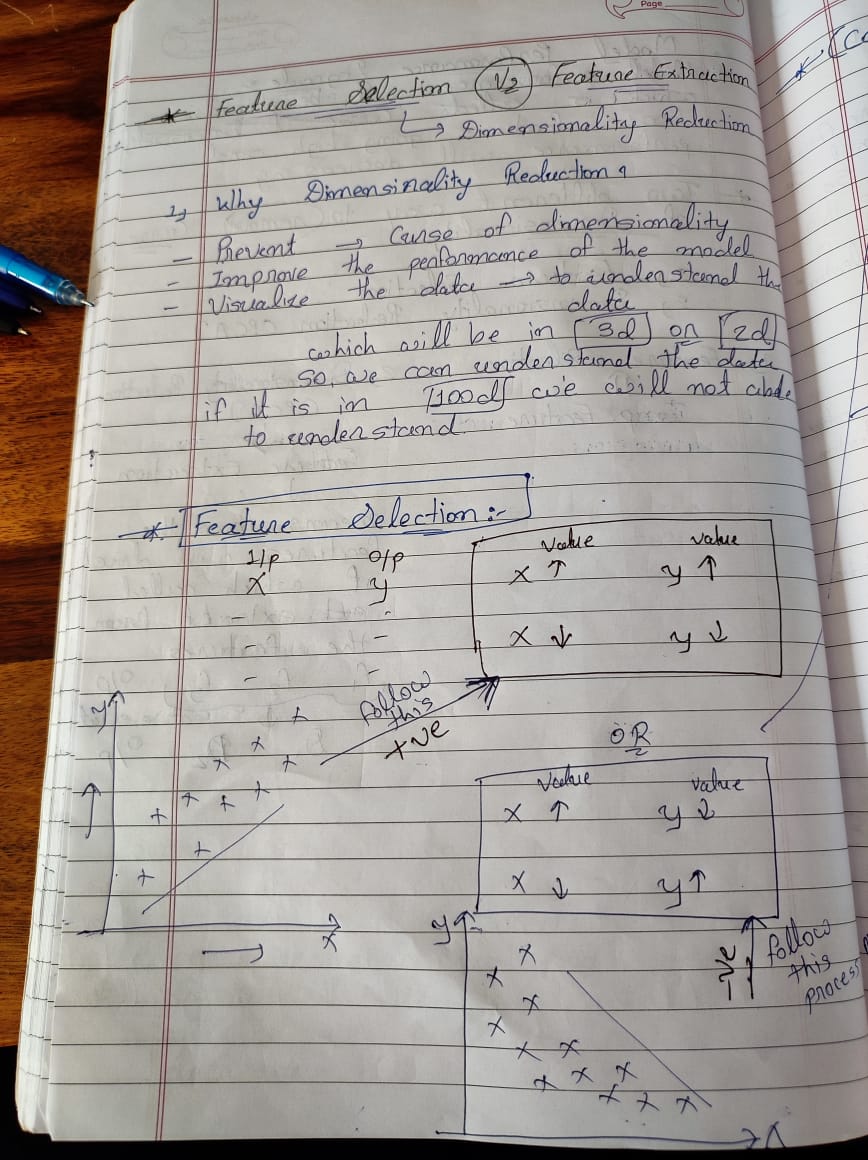 Page
* Feature Selection Vs Feature Extraction
↳ Dimensionality Reduction
1) Why Dimensinality Reduction ?
- Prevent → Curse of dimensionality
- Improve the performance of the model
- Visualize the data → to understand the
data
which will be in 3d or 2d
So, we can understand the data
if it is in 100d we will not able
to understand
* Feature Selection :-
I/p O/p
X y
- -
- -
- -
value value
X ↑ y ↑
X ↓ y ↓
Follow
this
+ve
y
X
OR
value value
X ↑ y ↓
X ↓ y ↑
-ve
follow
this
process
y